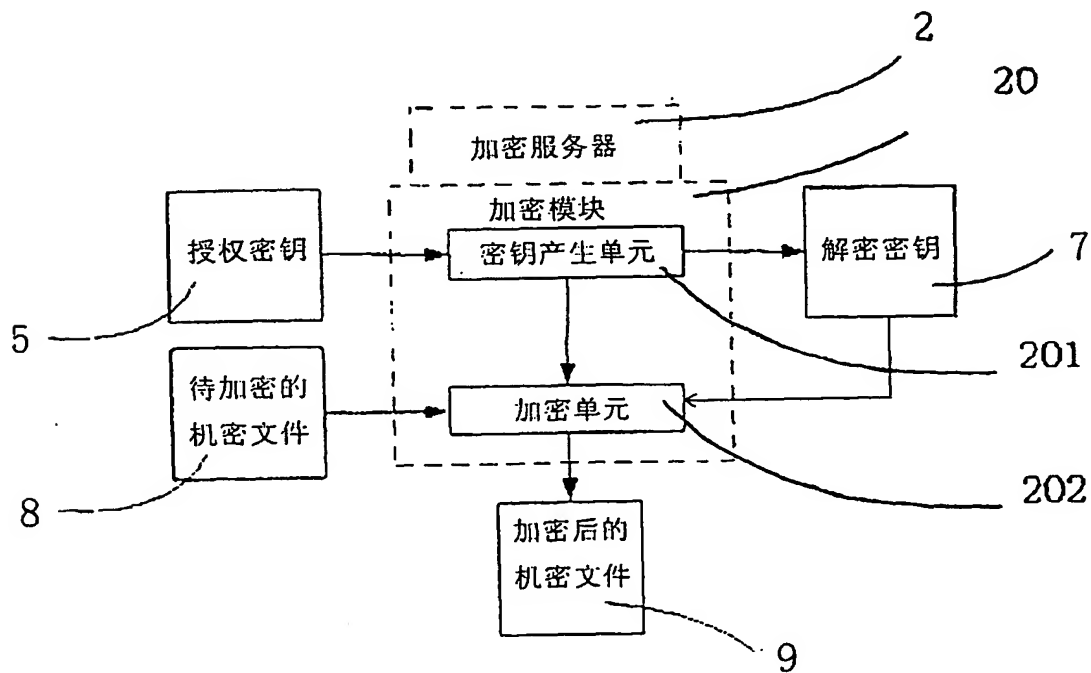 2
20
加密服务器
加密模块
授权密钥
密钥产生单元
解密密钥
7
5
201
待加密的
机密文件
加密单元
8
202
加密后的
机密文件
9